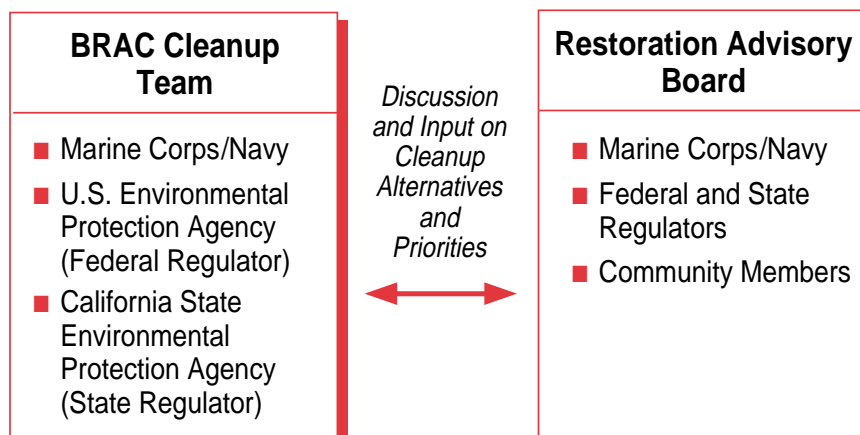 BRAC Cleanup
Team
■ Marine Corps/Navy
■ U.S. Environmental
Protection Agency
(Federal Regulator)
■ California State
Environmental
Protection Agency
(State Regulator)
Discussion
and Input on
Cleanup
Alternatives
and
Priorities
Restoration Advisory
Board
■ Marine Corps/Navy
■ Federal and State
Regulators
■ Community Members